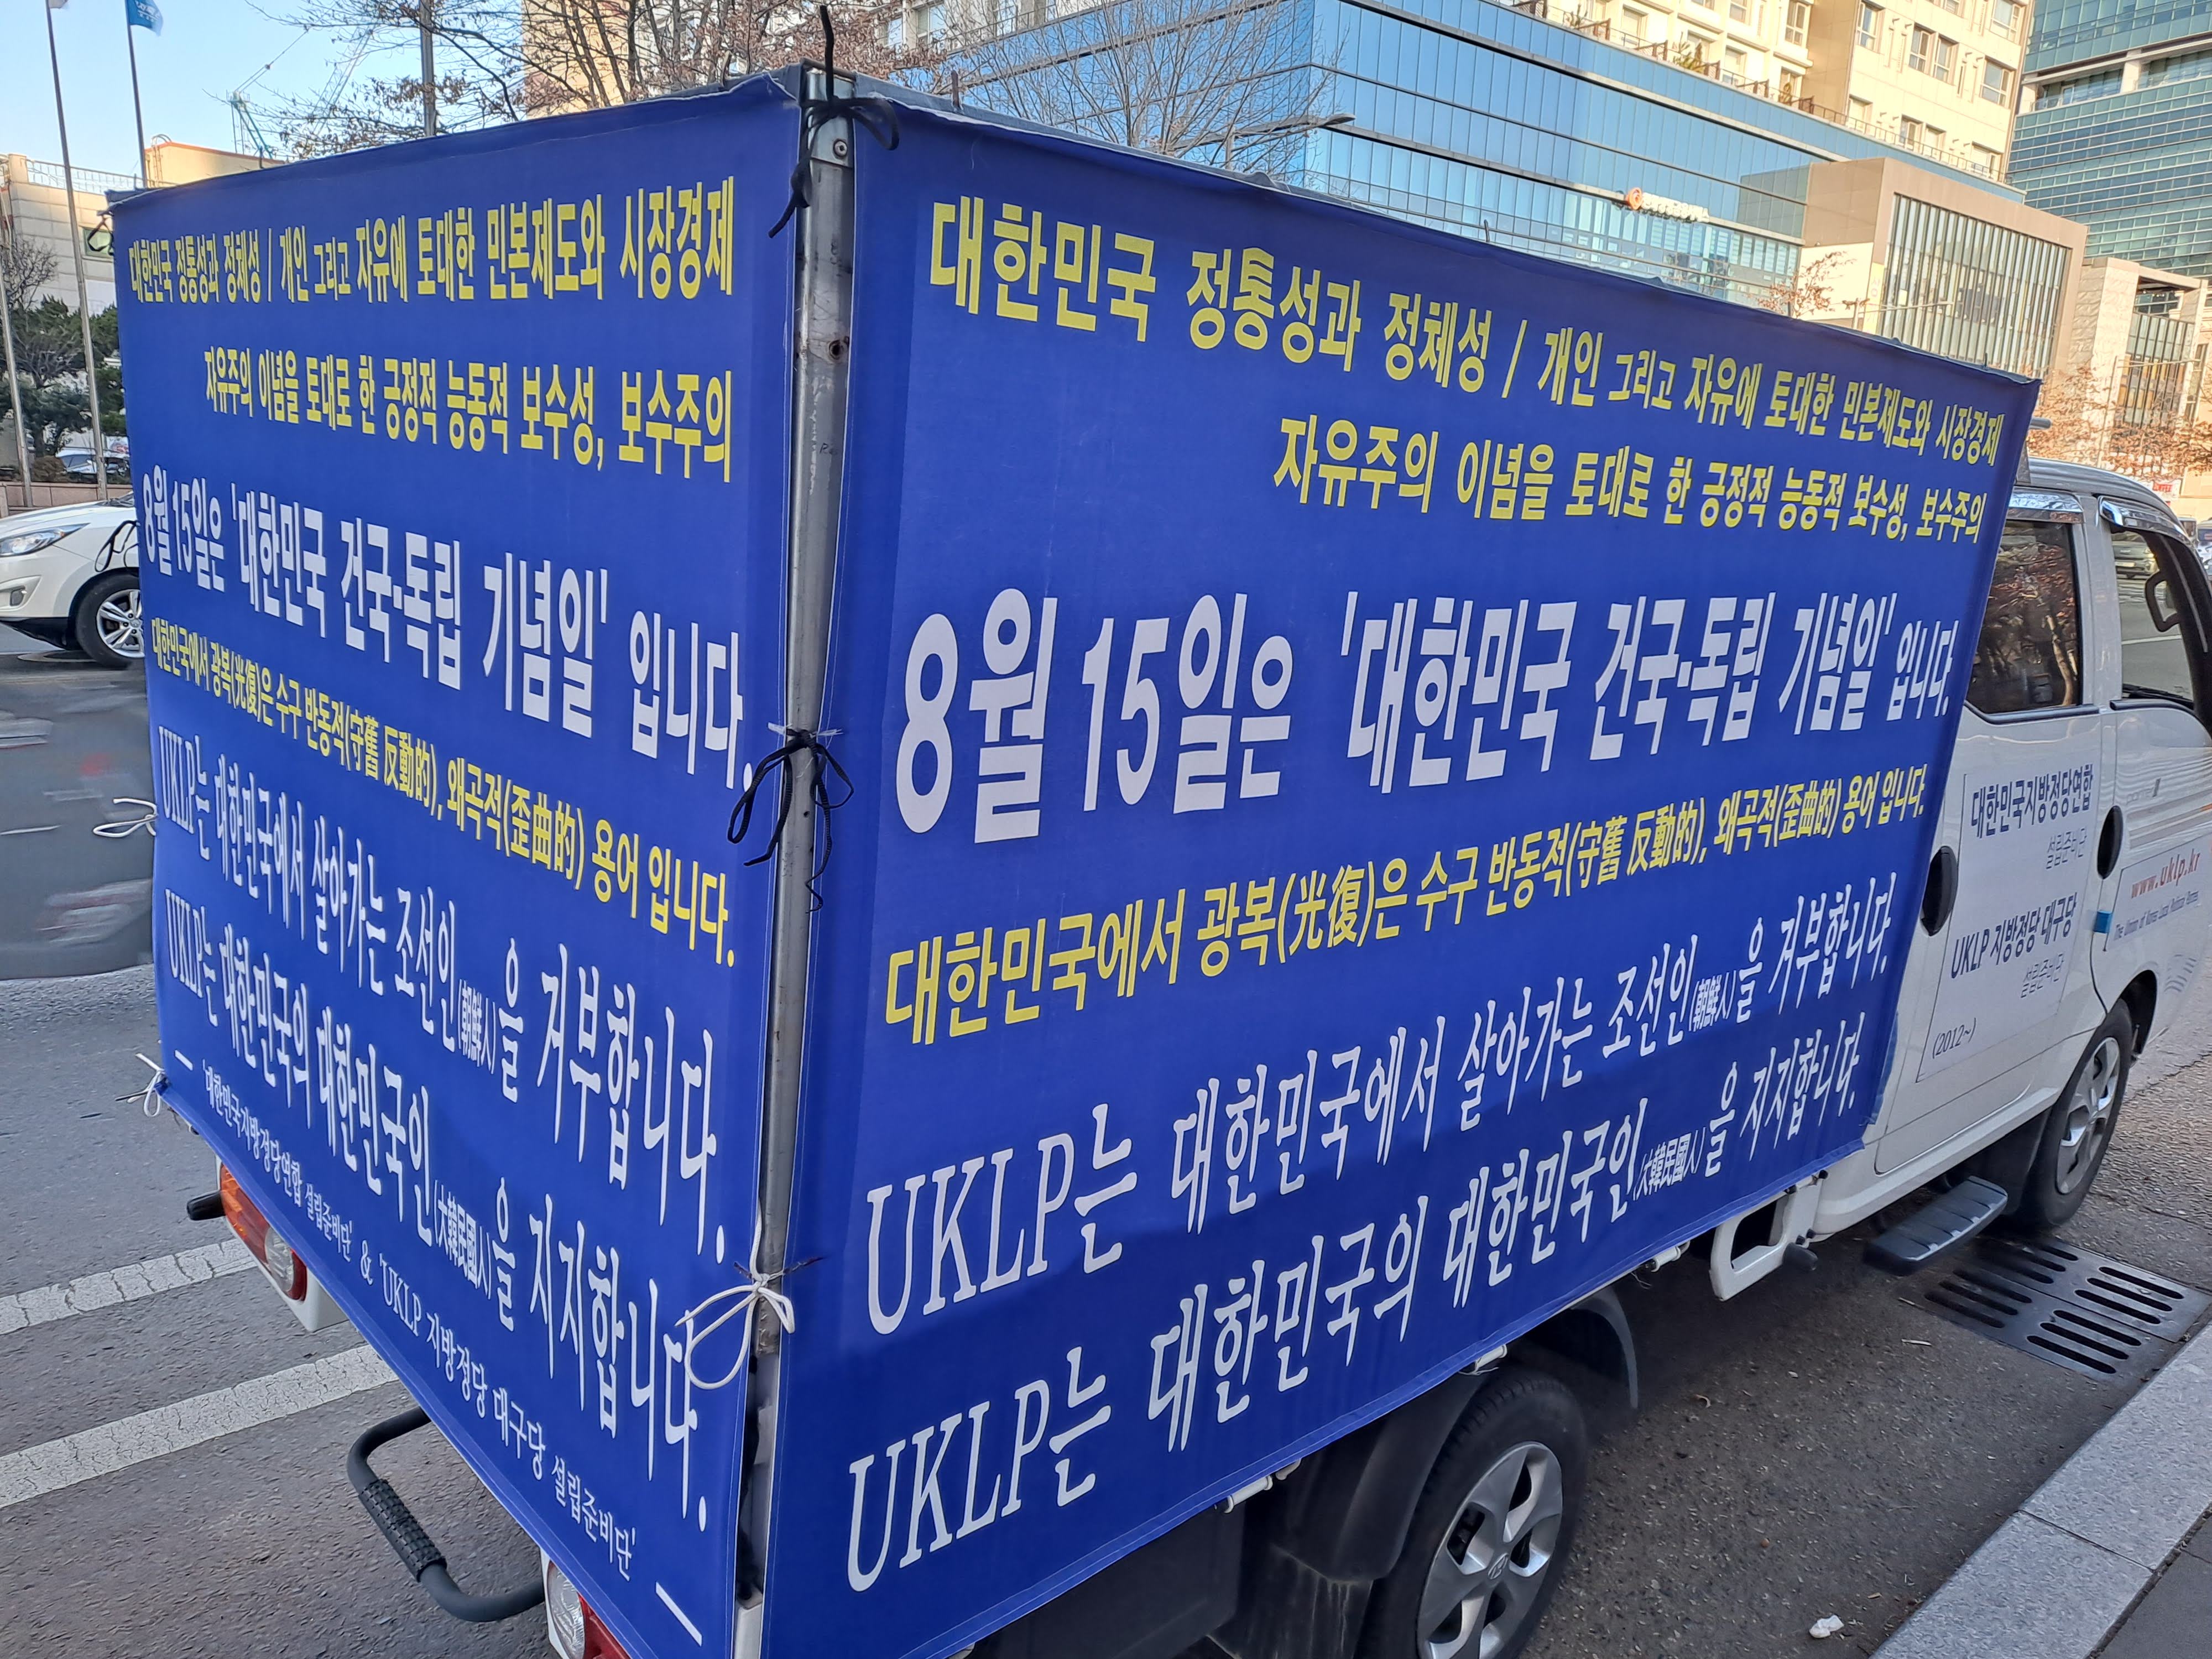 대한민국 정통성과 정체성 / 개인 그리고 자유에 토대한 민본제도와 시장경제
자유주의 이념을 토대로 한 긍정적 능동적 보수성, 보수주의
8월 15일은 '대한민국 건국·독립 기념일' 입니다.
대한민국에서 광복(光復)은 수구 반동적(守舊 反動的), 왜곡적(歪曲的) 용어 입니다.
UKLP는 대한민국에서 살아가는 조선인(朝鮮人)을 거부합니다.
UKLP는 대한민국의 대한민국인(大韓民國人)을 지지합니다.
— '대한민국지방정당연합 설립준비단' & 'UKLP 지방정당 대구당 설립준비단' —
대한민국 정통성과 정체성 / 개인 그리고 자유에 토대한 민본제도와 시장경제
자유주의 이념을 토대로 한 긍정적 능동적 보수성, 보수주의
8월 15일은 '대한민국 건국·독립 기념일' 입니다.
대한민국에서 광복(光復)은 수구 반동적(守舊 反動的), 왜곡적(歪曲的) 용어 입니다.
UKLP는 대한민국에서 살아가는 조선인(朝鮮人)을 거부합니다.
UKLP는 대한민국의 대한민국인(大韓民國人)을 지지합니다.
대한민국지방정당연합
설립준비단
UKLP 지방정당 대구당
설립준비단
(2012~)
www.uklp.kr
The Union of Korea Local